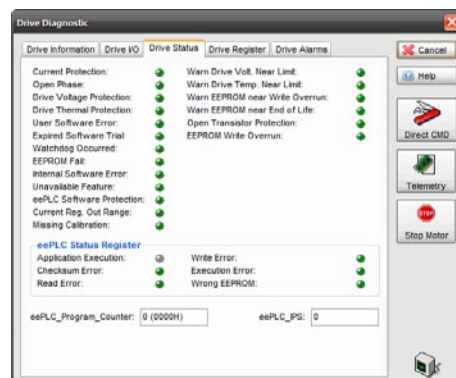 Drive Diagnostic
Drive Information Drive I/O Drive Status Drive Register Drive Alarms
Current Protection: Warn Drive Volt. Near Limit:
Open Phase: Warn Drive Temp. Near Limit:
Drive Voltage Protection: Warn EEPROM near Write Overrun:
Drive Thermal Protection: Warn EEPROM near End of Life:
User Software Error: Open Transistor Protection:
Expired Software Trial: EEPROM Write Overrun:
Watchdog Occurred:
EEPROM Fail:
Internal Software Error:
Unavailable Feature:
eePLC Software Protection:
Current Reg. Out Range:
Missing Calibration:
eePLC Status Register
Application Execution: Write Error:
Checksum Error: Execution Error:
Read Error: Wrong EEPROM:
eePLC_Program_Counter: 0 (0000H) eePLC_IPS: 0
Cancel
Help
Direct CMD
Telemetry
STOP
Stop Motor